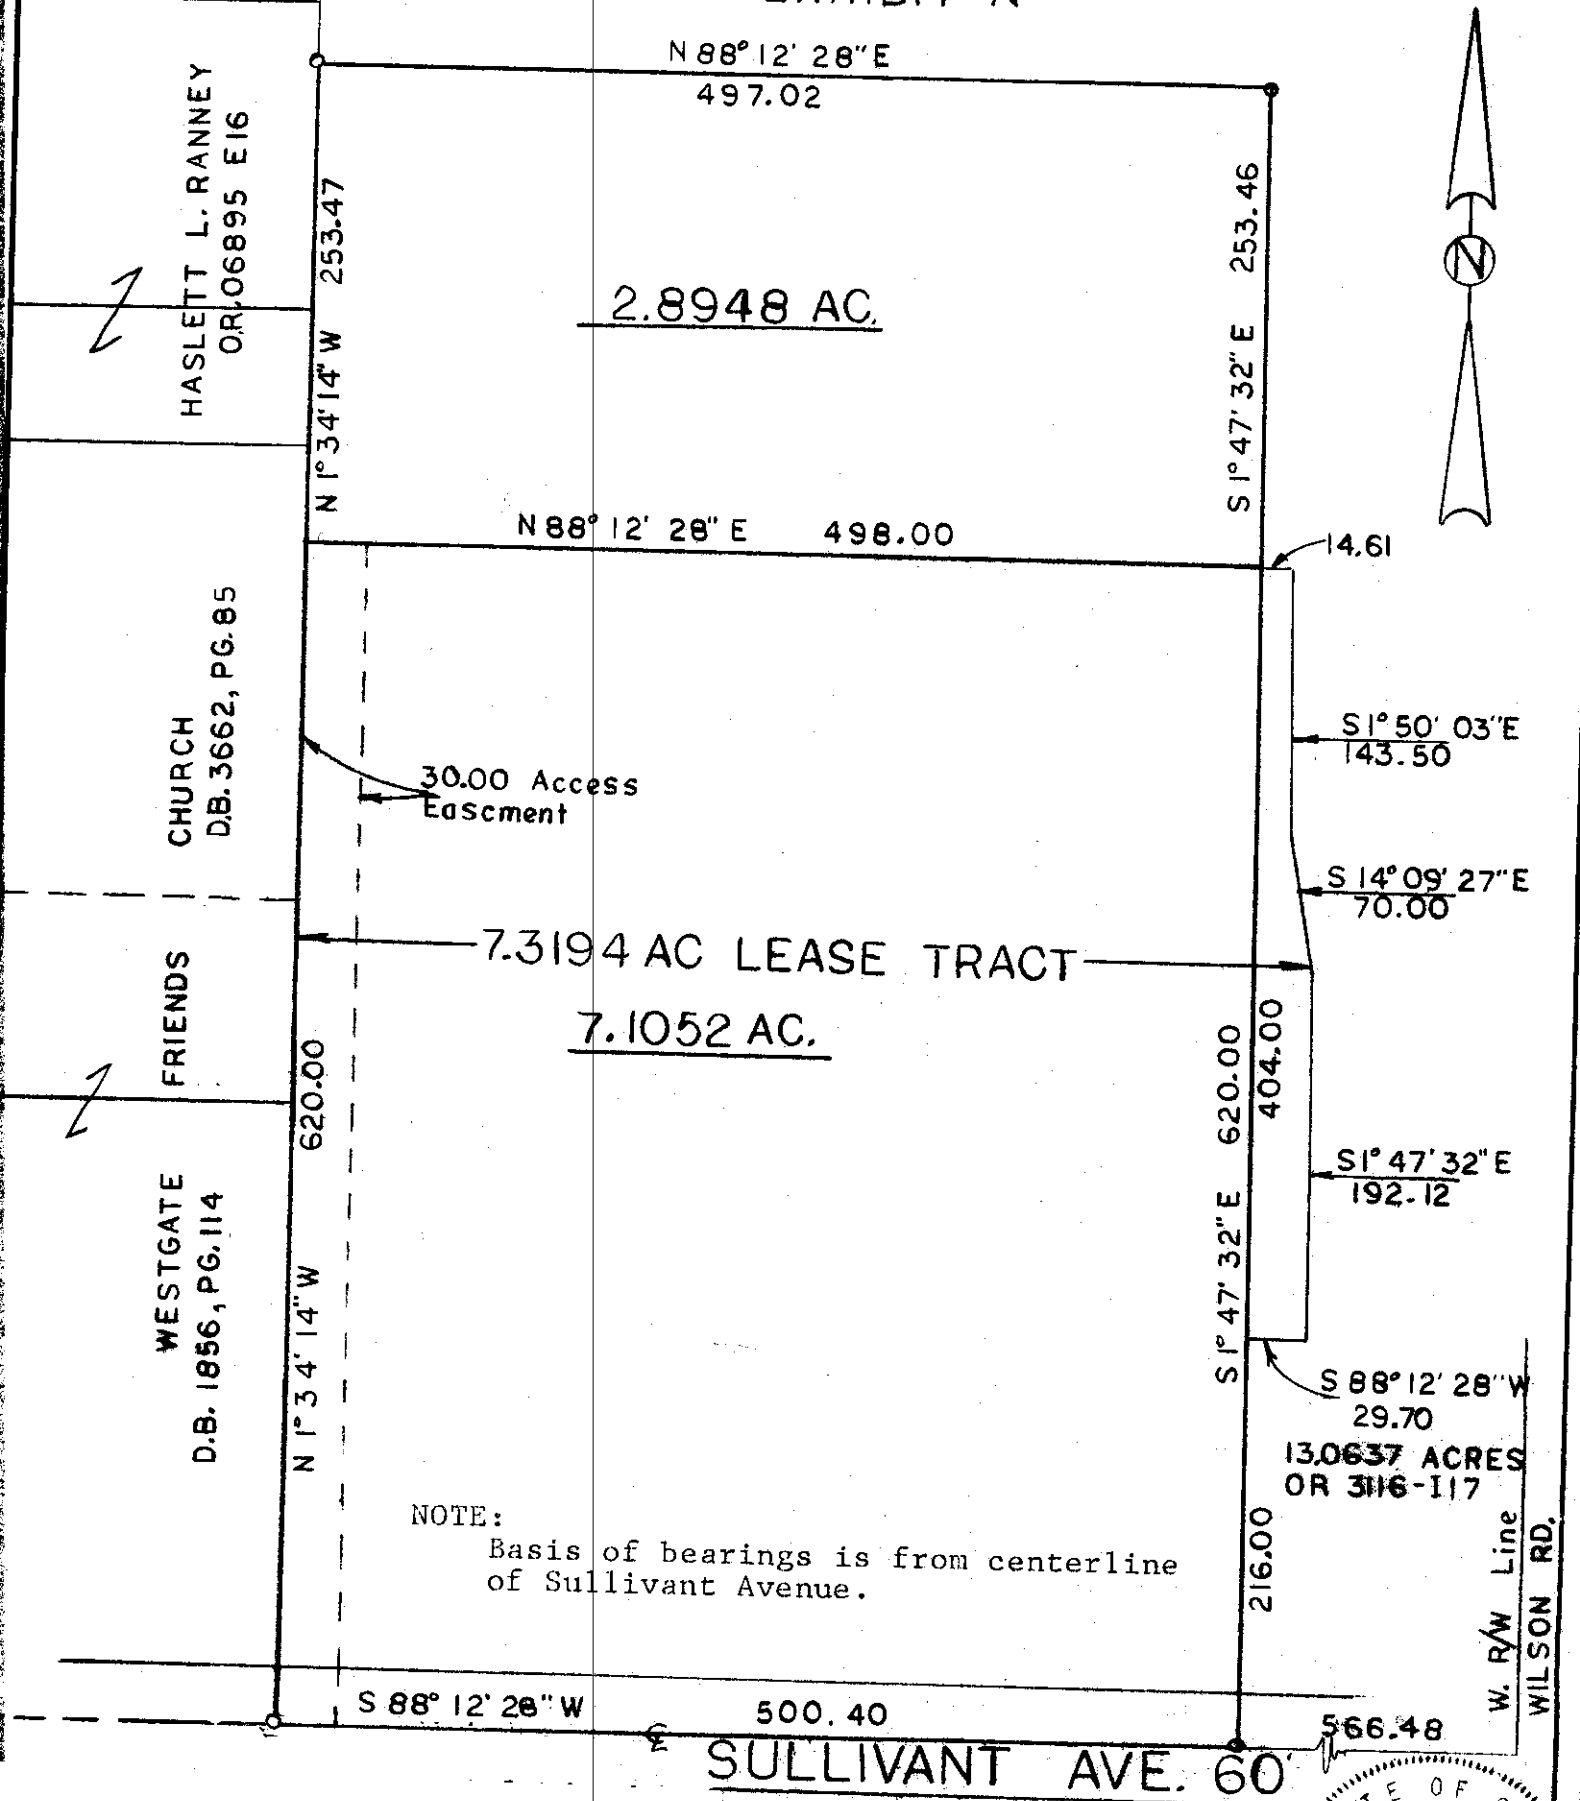 N 88° 12' 28" E
497.02
HASLETT L. RANNEY
O.R. 06895 E16
253.47
N 1° 34' 14" W
S 1° 47' 32" E 253.46
2.8948 AC.
N
N 88° 12' 28" E 498.00
14.61
CHURCH
D.B. 3662, PG. 85
S 1° 50' 03" E
143.50
30.00 Access
Eascment
S 14° 09' 27" E
70.00
7.3194 AC LEASE TRACT
7.1052 AC.
FRIENDS
620.00
N 1° 34' 14" W
S 1° 47' 32" E 620.00
404.00
S 1° 47' 32" E
192.12
WESTGATE
D.B. 1856, PG. 114
S 88° 12' 28" W
29.70
13.0637 ACRES
OR 3116-I17
NOTE:
Basis of bearings is from centerline
of Sullivant Avenue.
216.00
W. R/W Line
WILSON RD.
S 88° 12' 28" W 500.40
566.48
SULLIVANT AVE. 60'
E OF